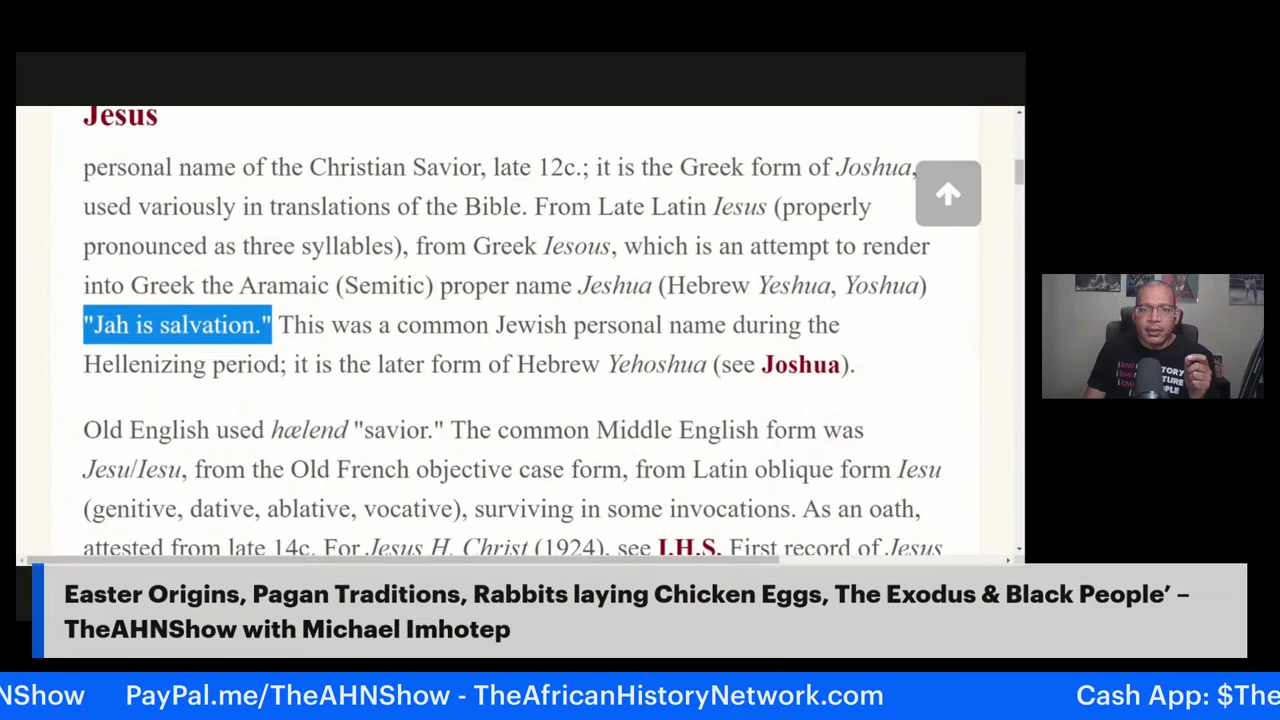 Jesus
personal name of the Christian Savior, late 12c.; it is the Greek form of Joshua,
used variously in translations of the Bible. From Late Latin Iesus (properly
pronounced as three syllables), from Greek Iesous, which is an attempt to render
into Greek the Aramaic (Semitic) proper name Jeshua (Hebrew Yeshua, Yoshua)
"Jah is salvation." This was a common Jewish personal name during the
Hellenizing period; it is the later form of Hebrew Yehoshua (see Joshua).
Old English used hælend "savior." The common Middle English form was
Jesu/Iesu, from the Old French objective case form, from Latin oblique form Iesu
(genitive, dative, ablative, vocative), surviving in some invocations. As an oath,
attested from late 14c. For Jesus H. Christ (1924), see I.H.S. First record of Jesus
i love
i love
i love
Easter Origins, Pagan Traditions, Rabbits laying Chicken Eggs, The Exodus & Black People’ –
TheAHNShow with Michael Imhotep
NShow PayPal.me/TheAHNShow - TheAfricanHistoryNetwork.com Cash App: $The